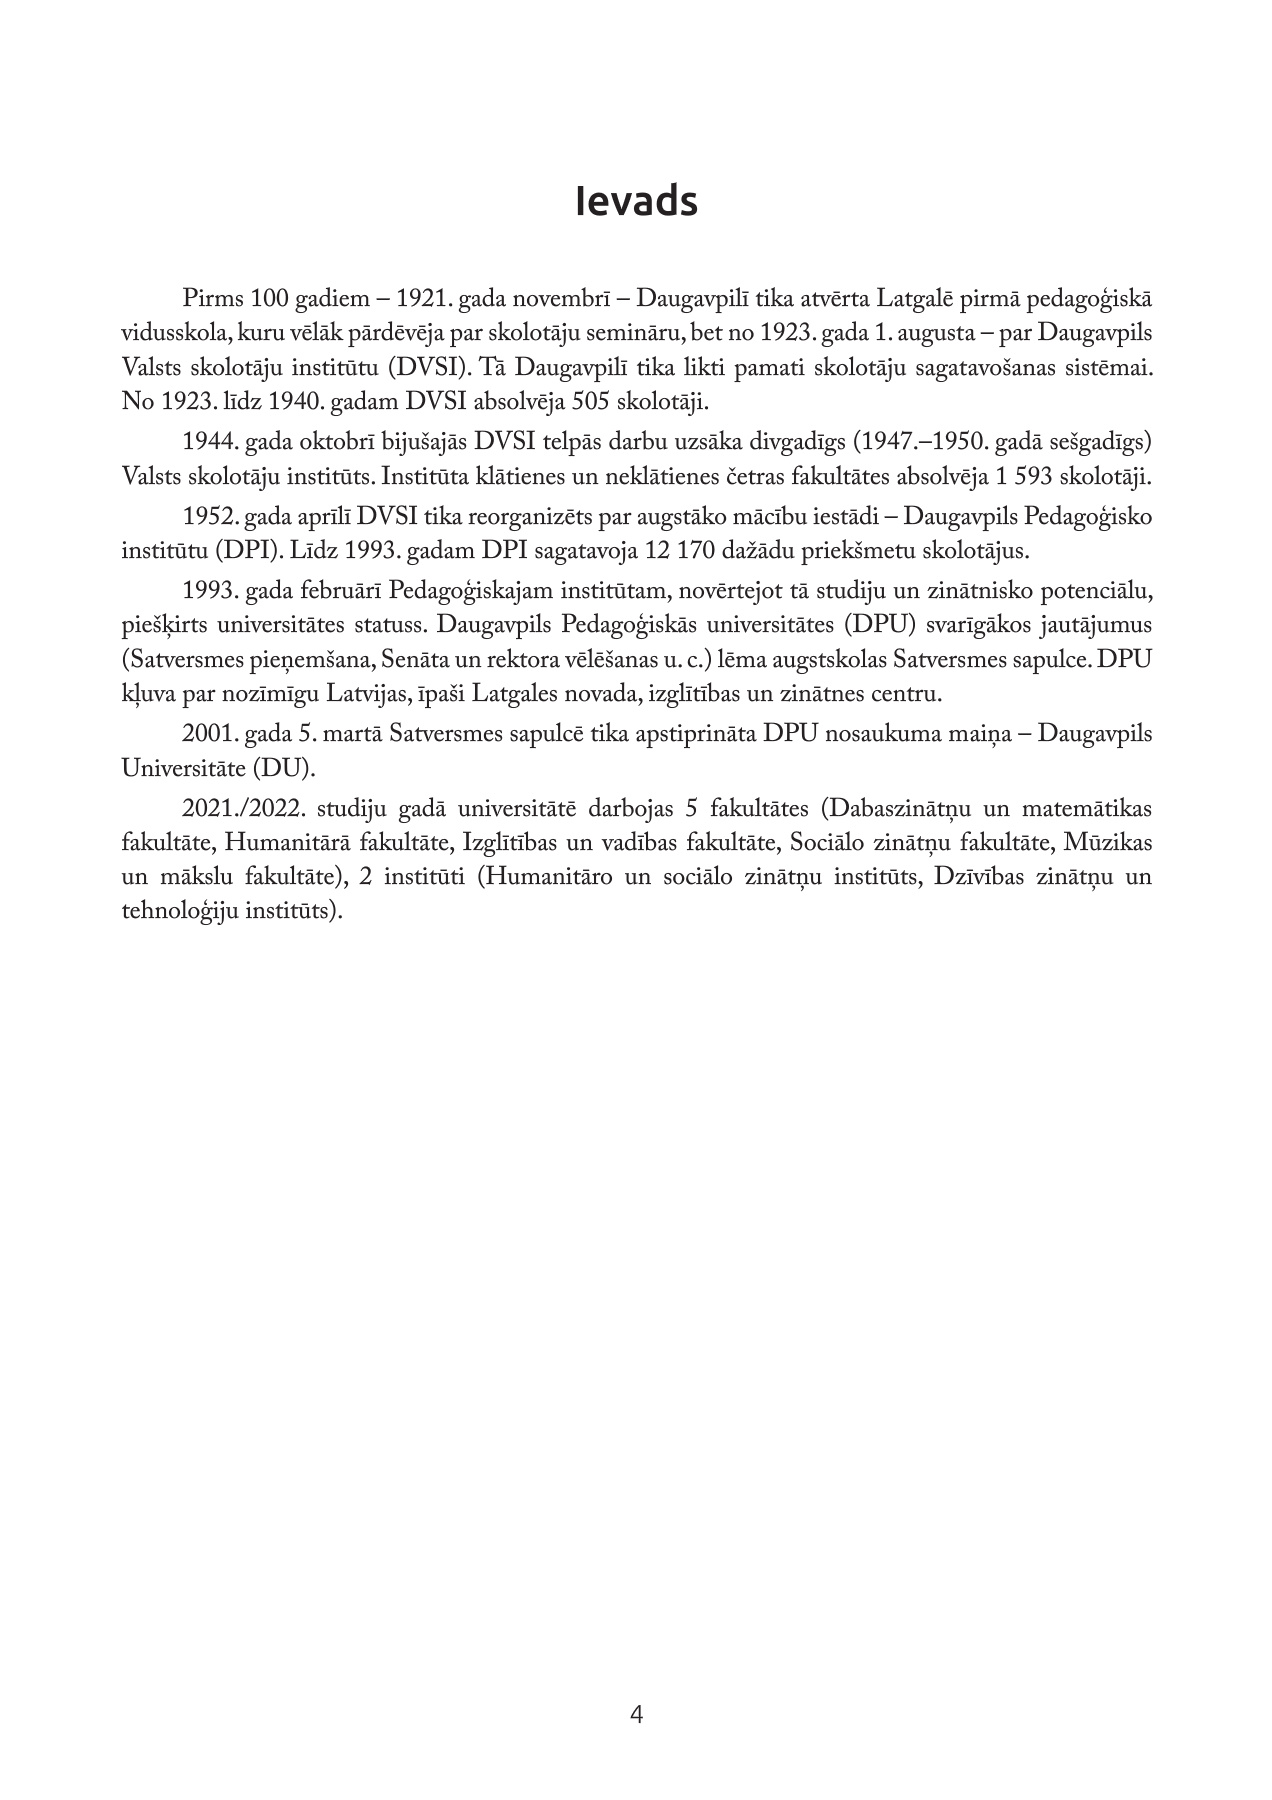 Ievads
Pirms 100 gadiem – 1921. gada novembrī – Daugavpilī tika atvērta Latgalē pirmā pedagoģiskā
vidusskola, kuru vēlāk pārdēvēja par skolotāju semināru, bet no 1923. gada 1. augusta – par Daugavpils
Valsts skolotāju institūtu (DVSI). Tā Daugavpilī tika likti pamati skolotāju sagatavošanas sistēmai.
No 1923. līdz 1940. gadam DVSI absolvēja 505 skolotāji.
1944. gada oktobrī bijušajās DVSI telpās darbu uzsāka divgadīgs (1947.–1950. gadā sešgadīgs)
Valsts skolotāju institūts. Institūta klātienes un neklātienes četras fakultātes absolvēja 1 593 skolotāji.
1952. gada aprīlī DVSI tika reorganizēts par augstāko mācību iestādi – Daugavpils Pedagoģisko
institūtu (DPI). Līdz 1993. gadam DPI sagatavoja 12 170 dažādu priekšmetu skolotājus.
1993. gada februārī Pedagoģiskajam institūtam, novērtejot tā studiju un zinātnisko potenciālu,
piešķirts universitātes statuss. Daugavpils Pedagoģiskās universitātes (DPU) svarīgākos jautājumus
(Satversmes pieņemšana, Senāta un rektora vēlēšanas u. c.) lēma augstskolas Satversmes sapulce. DPU
kļuva par nozīmīgu Latvijas, īpaši Latgales novada, izglītības un zinātnes centru.
2001. gada 5. martā Satversmes sapulcē tika apstiprināta DPU nosaukuma maiņa – Daugavpils
Universitāte (DU).
2021./2022. studiju gadā universitātē darbojas 5 fakultātes (Dabaszinātņu un matemātikas
fakultāte, Humanitārā fakultāte, Izglītības un vadības fakultāte, Sociālo zinātņu fakultāte, Mūzikas
un mākslu fakultāte), 2 institūti (Humanitāro un sociālo zinātņu institūts, Dzīvības zinātņu un
tehnoloģiju institūts).
4